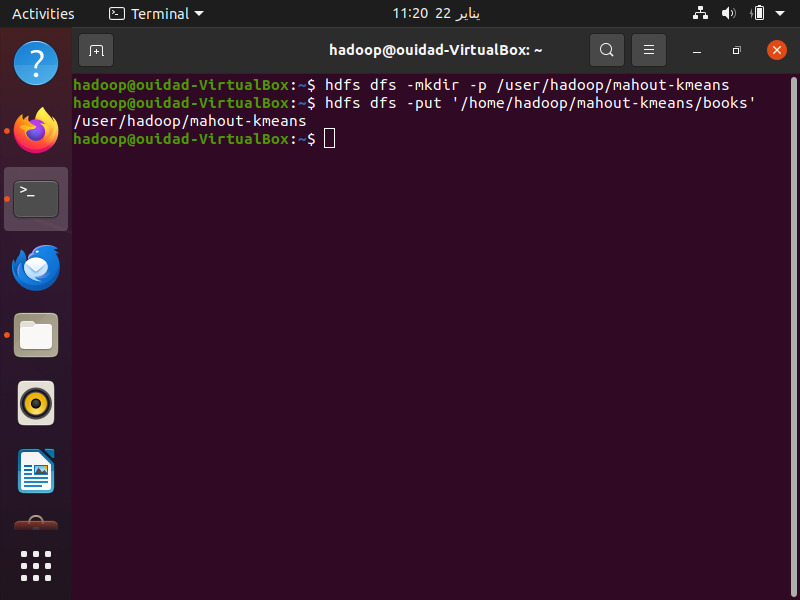 Activities
Terminal
11:20 22 يناير
hadoop@ouidad-VirtualBox: ~
hadoop@ouidad-VirtualBox:~$ hdfs dfs -mkdir -p /user/hadoop/mahout-kmeans
hadoop@ouidad-VirtualBox:~$ hdfs dfs -put '/home/hadoop/mahout-kmeans/books'
/user/hadoop/mahout-kmeans
hadoop@ouidad-VirtualBox:~$